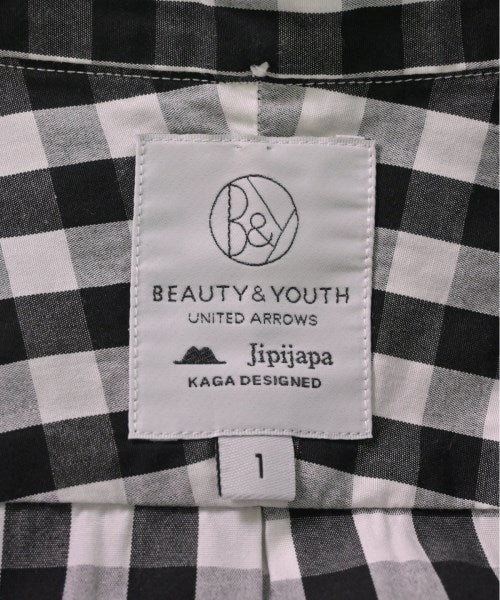 B&Y
BEAUTY & YOUTH
UNITED ARROWS
Jipijapa
KAGA DESIGNED
1